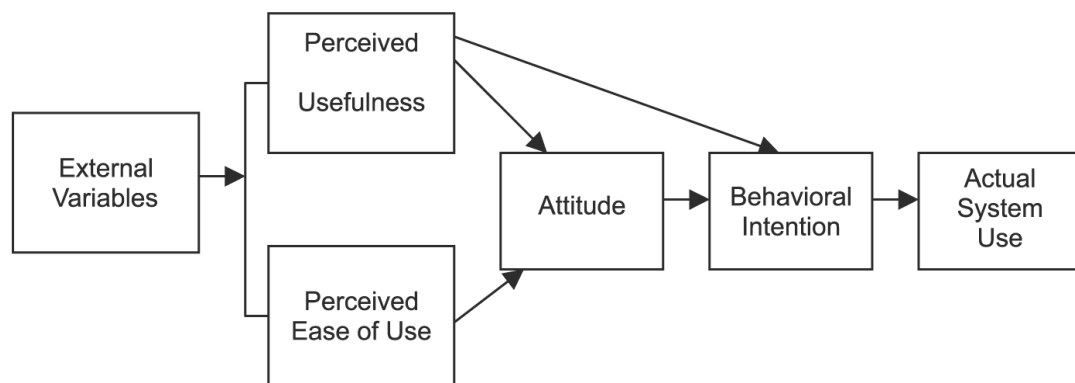 Perceived
Usefulness
External
Variables
Attitude
Behavioral
Intention
Actual
System
Use
Perceived
Ease of Use